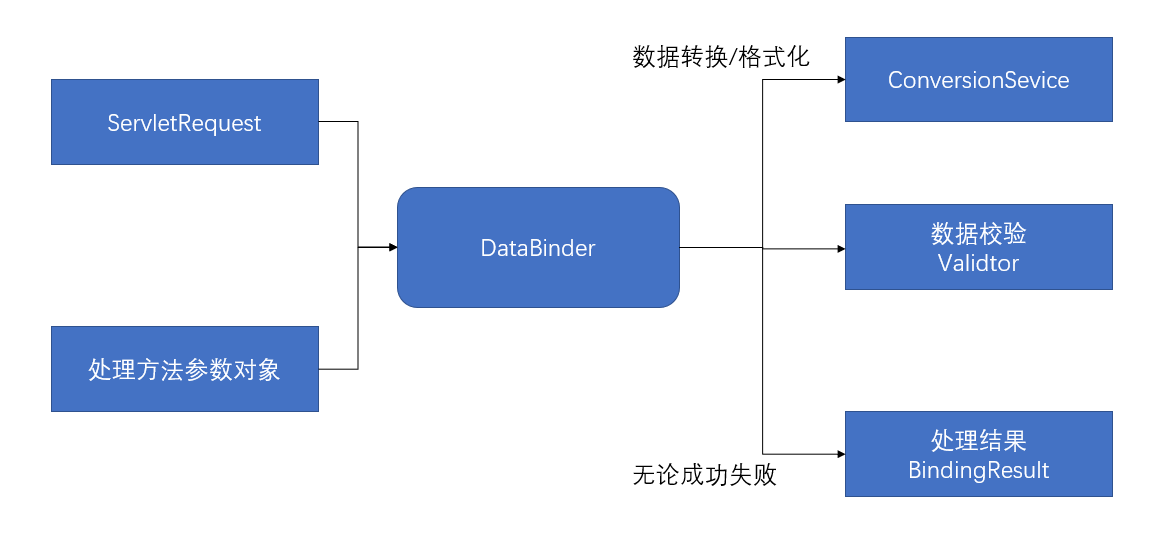 数据转换/格式化
ConversionSevice
ServletRequest
DataBinder
数据校验
Validtor
处理方法参数对象
处理结果
BindingResult
无论成功失败